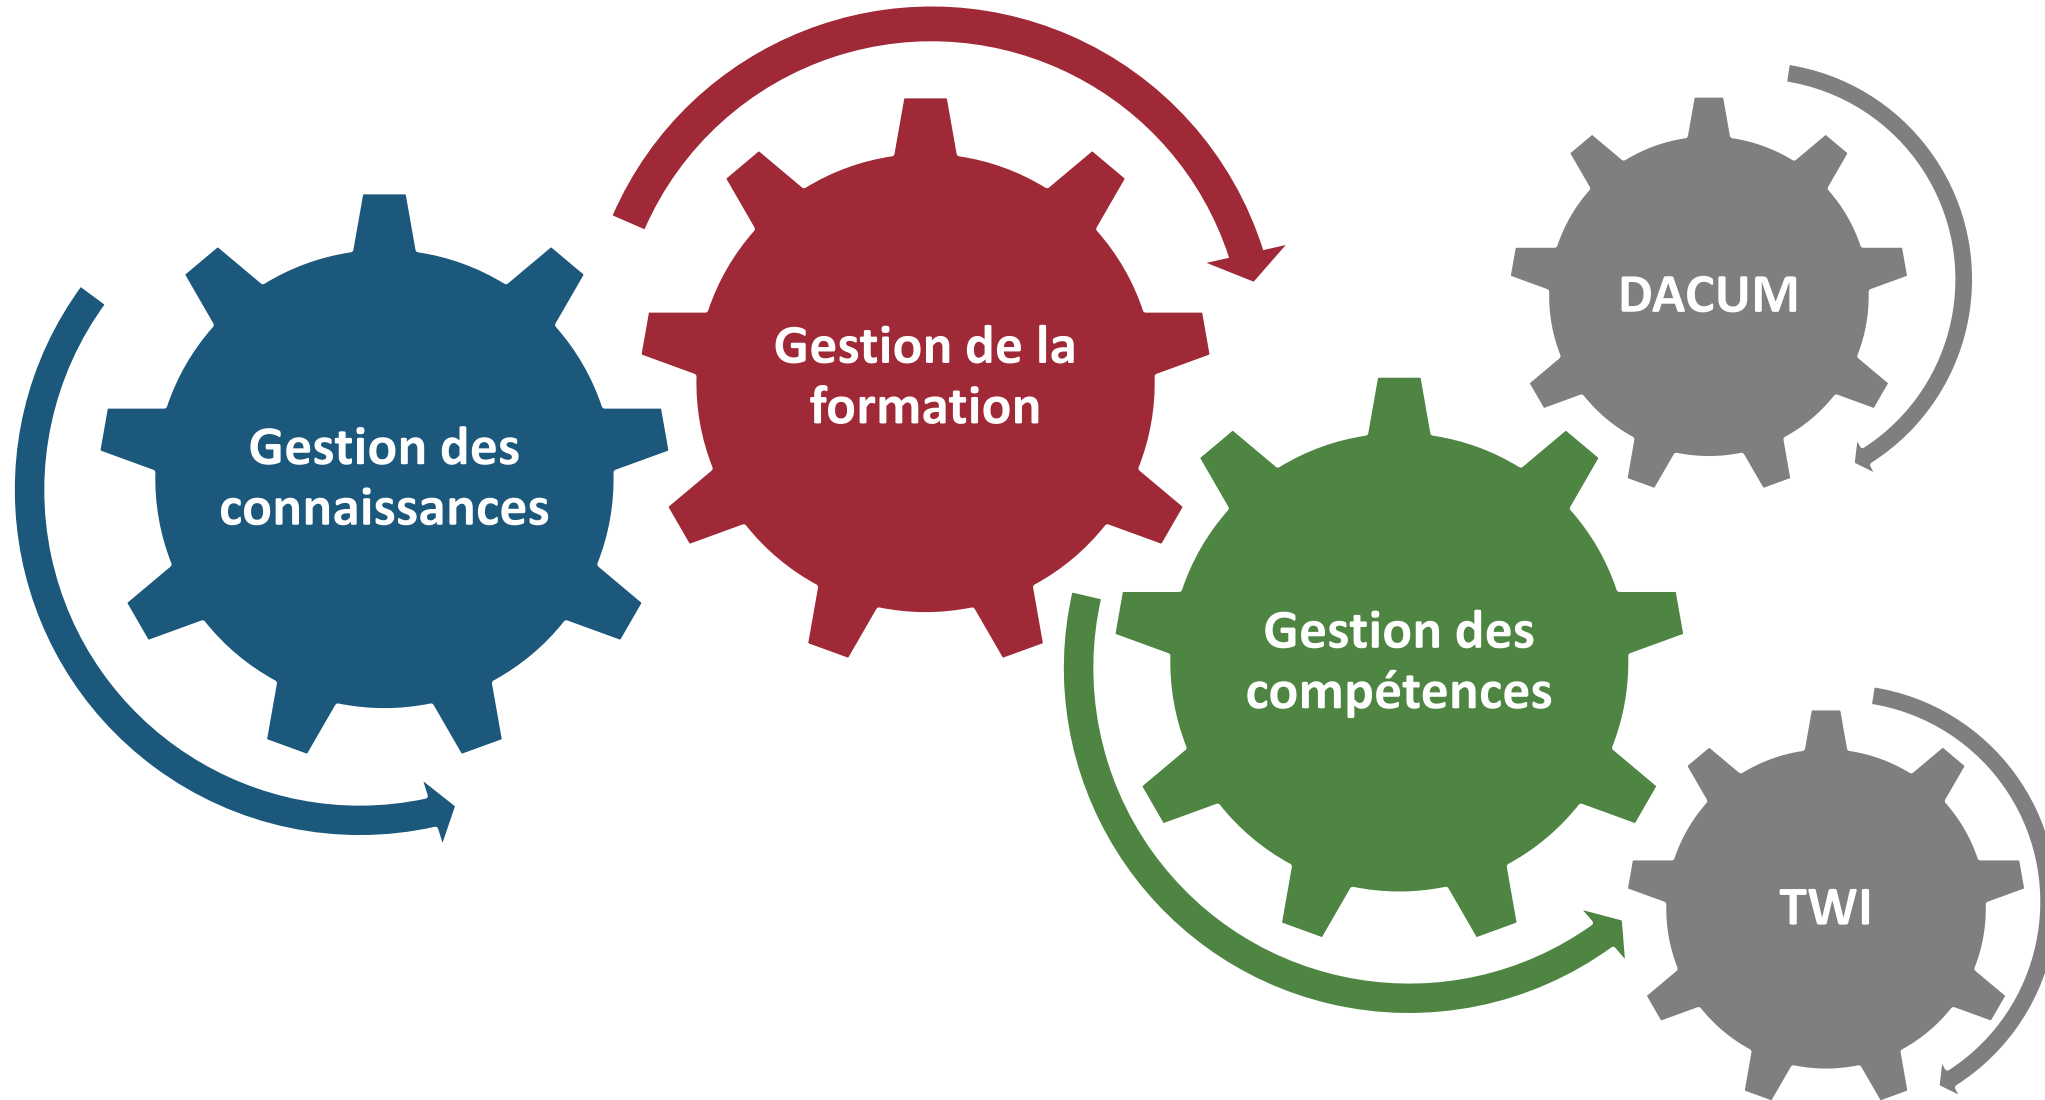 Gestion des
connaissances
Gestion de la
formation
Gestion des
compétences
DACUM
TWI